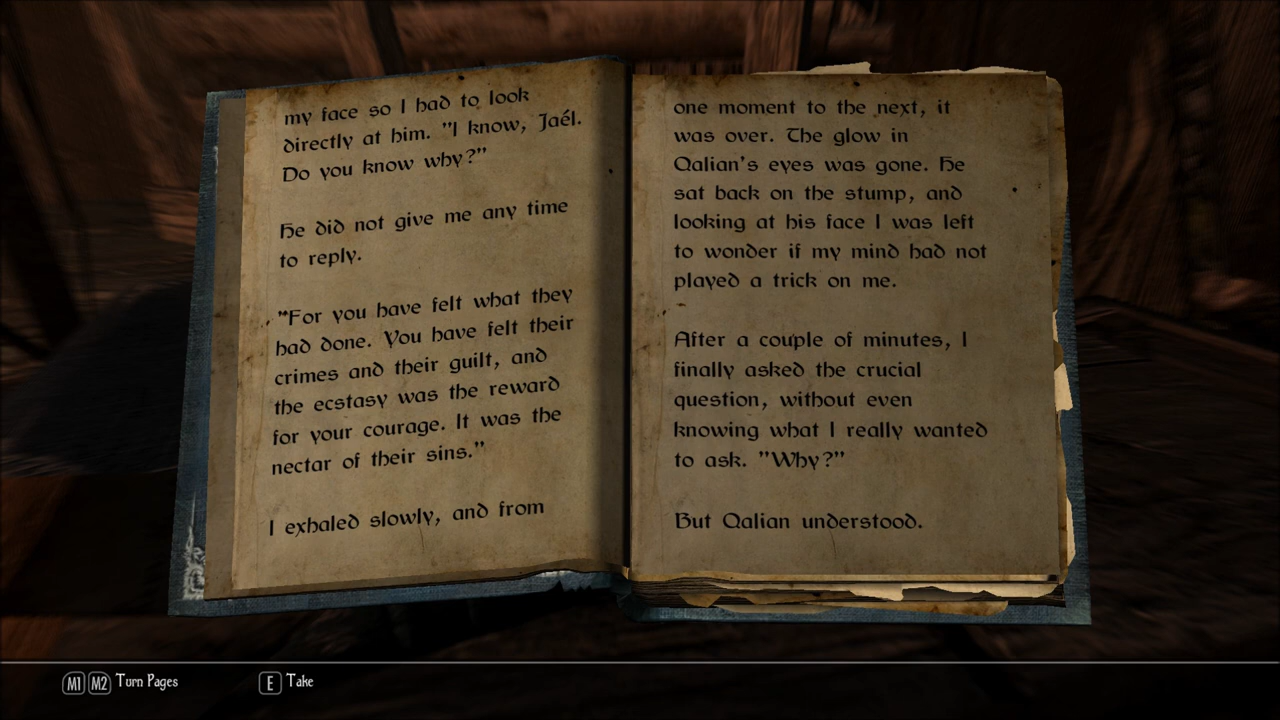 my face so I had to look
directly at him. "I know, Jaél.
Do you know why?"
He did not give me any time
to reply.
"For you have felt what they
had done. You have felt their
crimes and their guilt, and
the ecstasy was the reward
for your courage. It was the
nectar of their sins."
I exhaled slowly, and from
one moment to the next, it
was over. The glow in
Qalian's eyes was gone. He
sat back on the stump, and
looking at his face I was left
to wonder if my mind had not
played a trick on me.
After a couple of minutes, I
finally asked the crucial
question, without even
knowing what I really wanted
to ask. "Why?"
But Qalian understood.
M1 M2 Turn Pages
E Take